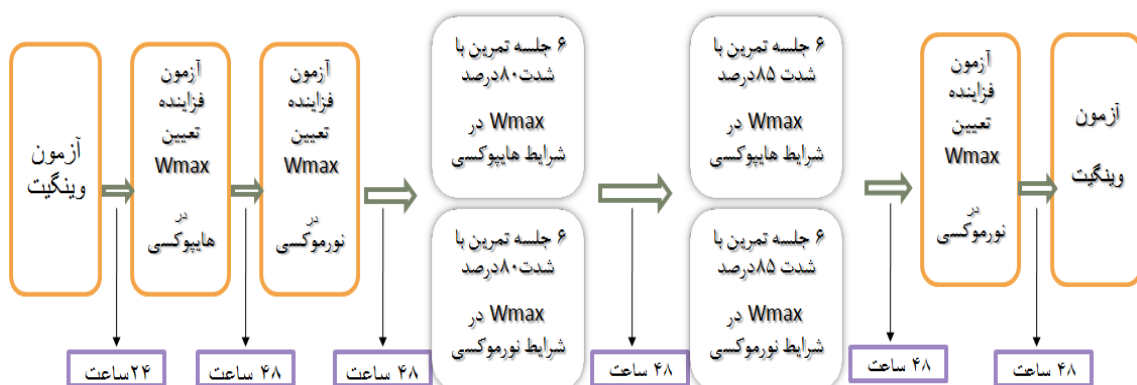 آزمون
وینگیت
آزمون
فزاینده
تعیین
Wmax
در
هایپوکسی
آزمون
فزاینده
تعیین
Wmax
در
نورموکسی
۶ جلسه تمرین با
شدت۸۰درصد
Wmax در
شرایط هایپوکسی
۶ جلسه تمرین با
شدت۸۰درصد
Wmax در
شرایط نورموکسی
۶ جلسه تمرین با
شدت ۸۵درصد
Wmax در
شرایط هایپوکسی
۶ جلسه تمرین با
شدت ۸۵درصد
Wmax در
شرایط نورموکسی
آزمون
فزاینده
تعیین
Wmax
در
نورموکسی
آزمون
وینگیت
۲۴ساعت
۴۸ ساعت
۴۸ ساعت
۴۸ ساعت
۴۸ ساعت
۴۸ ساعت